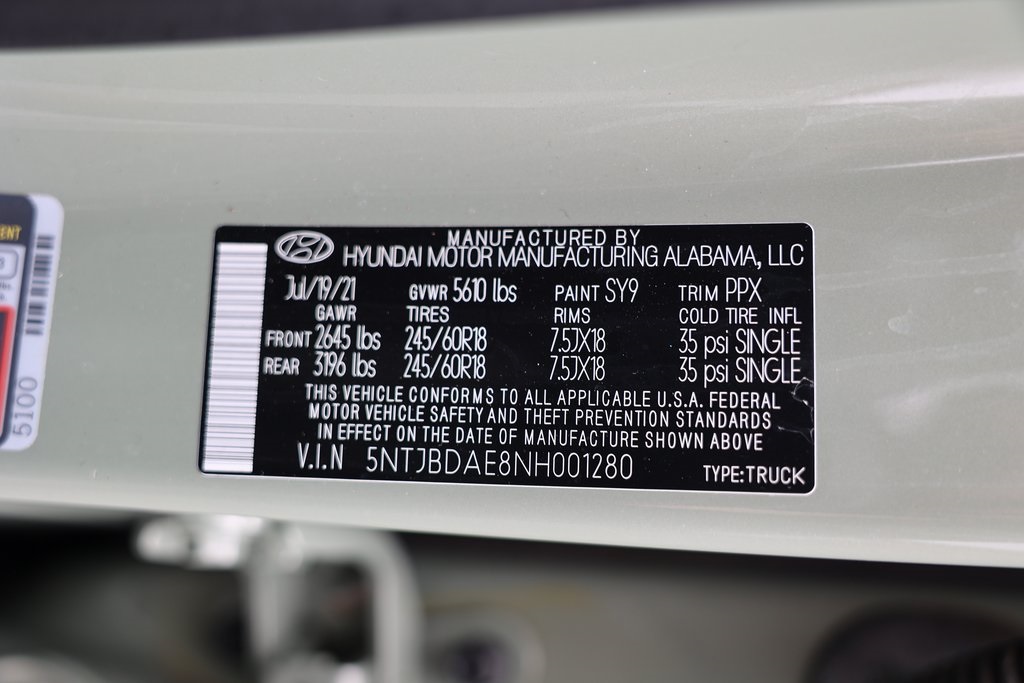 MANUFACTURED BY
HYUNDAI MOTOR MANUFACTURING ALABAMA, LLC
Jul/19/21 GVWR 5610 lbs PAINT SY9 TRIM PPX
GAWR TIRES RIMS COLD TIRE INFL
FRONT 2645 lbs 245/60R18 7.5JX18 35 psi SINGLE
REAR 3196 lbs 245/60R18 7.5JX18 35 psi SINGLE
THIS VEHICLE CONFORMS TO ALL APPLICABLE U.S.A. FEDERAL
MOTOR VEHICLE SAFETY AND THEFT PREVENTION STANDARDS
IN EFFECT ON THE DATE OF MANUFACTURE SHOWN ABOVE
V.I.N 5NTJBDAE8NH001280 TYPE:TRUCK
5100